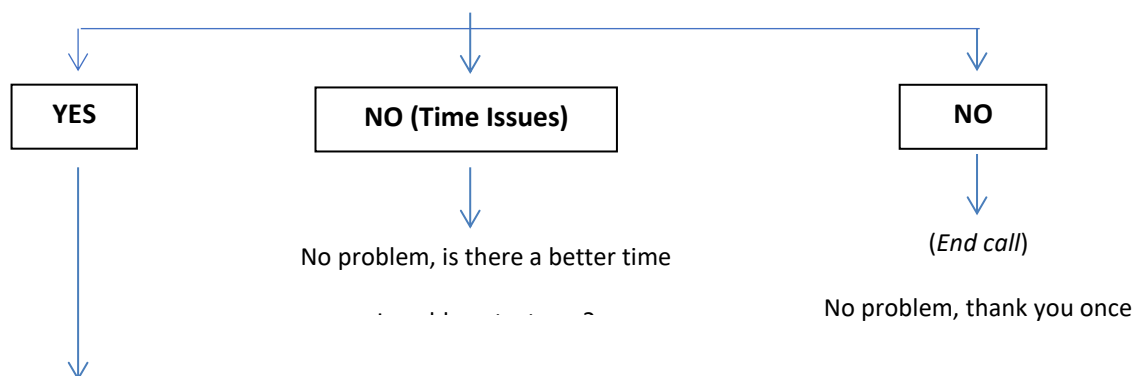 YES
NO (Time Issues)
NO
No problem, is there a better time
(End call)
No problem, thank you once